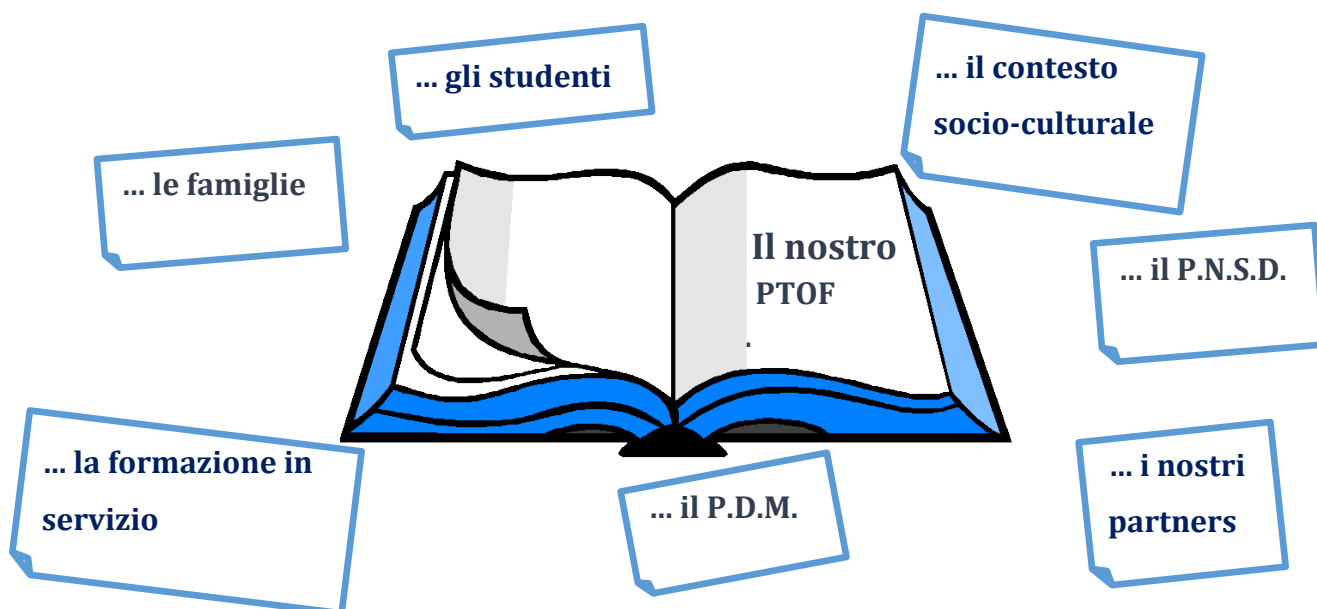 ... gli studenti
... il contesto
socio-culturale
... le famiglie
Il nostro
PTOF
.
... il P.N.S.D.
... la formazione in
servizio
... il P.D.M.
... i nostri
partners